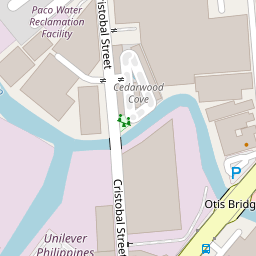 Paco Water
Reclamation
Facility
Cristobal Street
Cedarwood
Cove
P
Otis Bridg
Cristobal Street
Unilever
Philippines
F